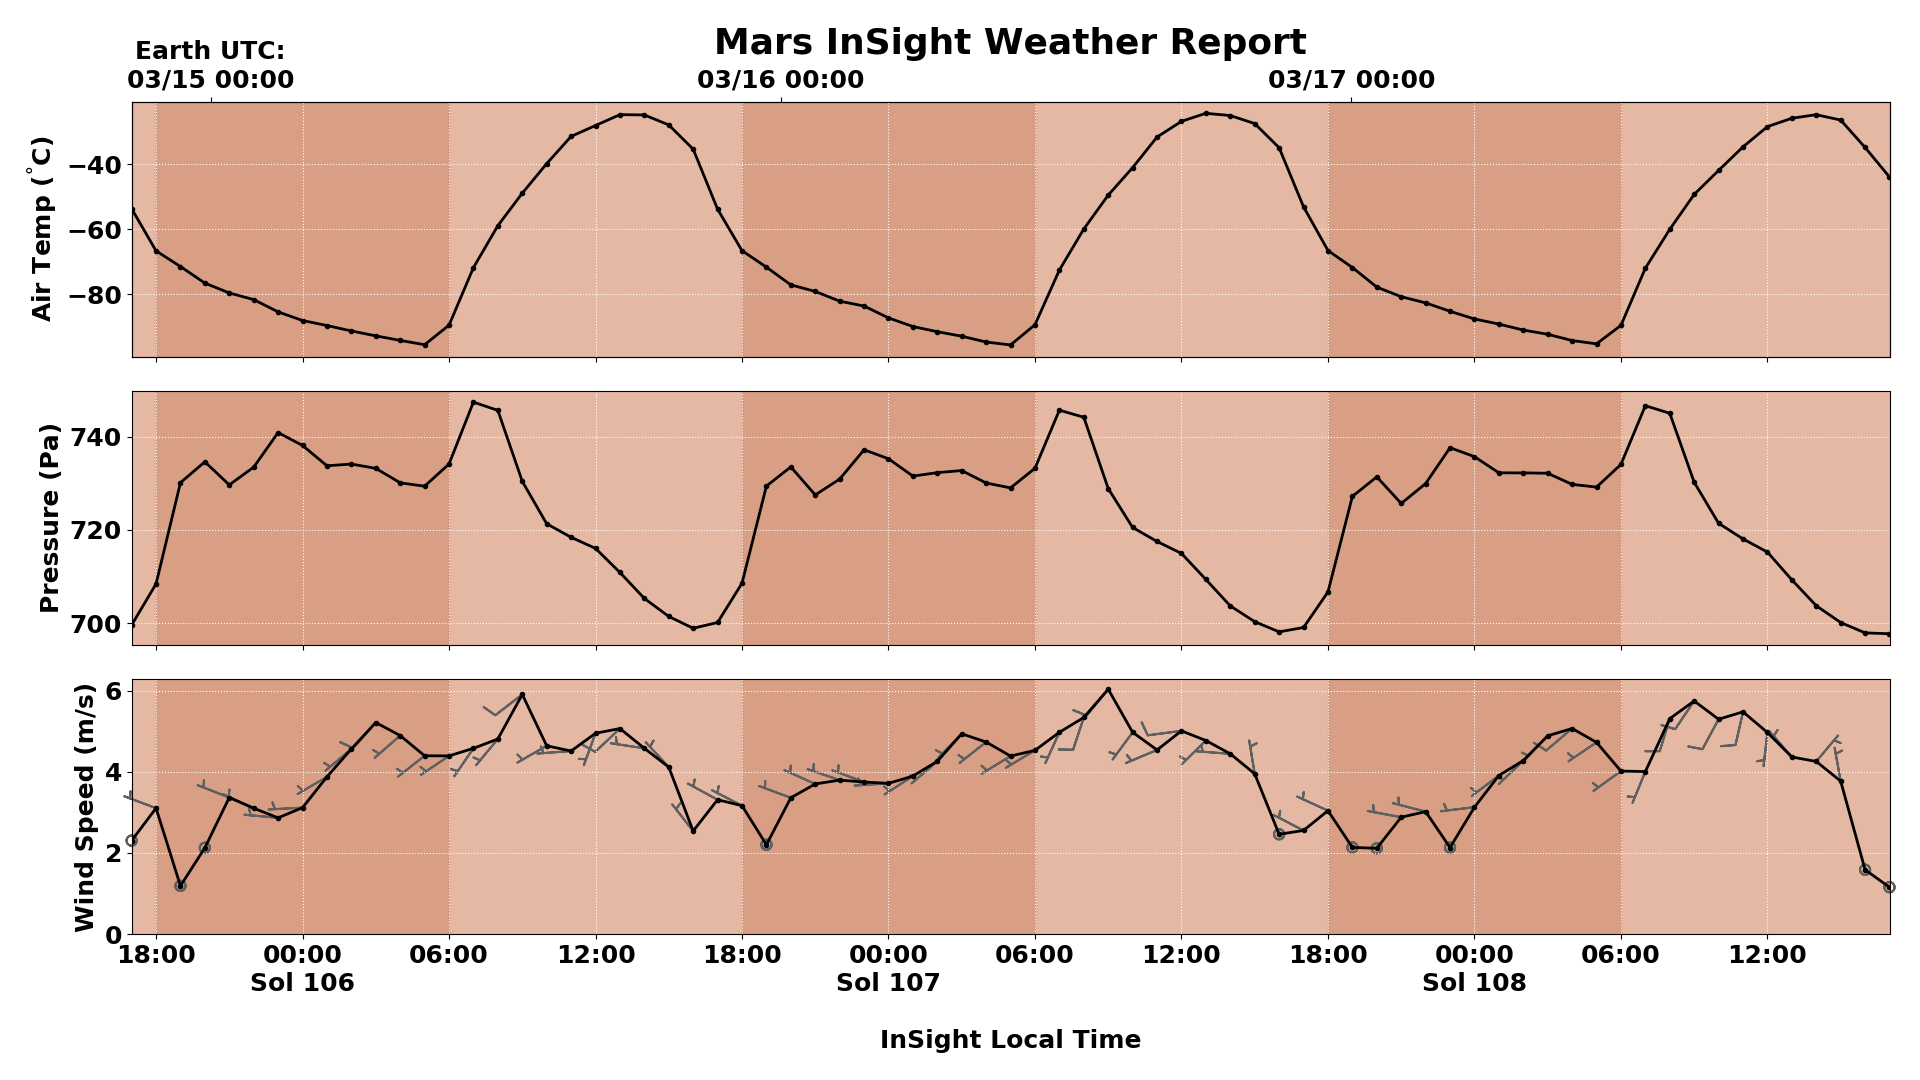 Mars InSight Weather Report
Earth UTC:
03/15 00:00 03/16 00:00 03/17 00:00
Air Temp (°C)
−40
−60
−80
Pressure (Pa)
740
720
700
Wind Speed (m/s)
6
4
2
0
18:00 00:00 06:00 12:00 18:00 00:00 06:00 12:00 18:00 00:00 06:00 12:00
Sol 106 Sol 107 Sol 108
InSight Local Time